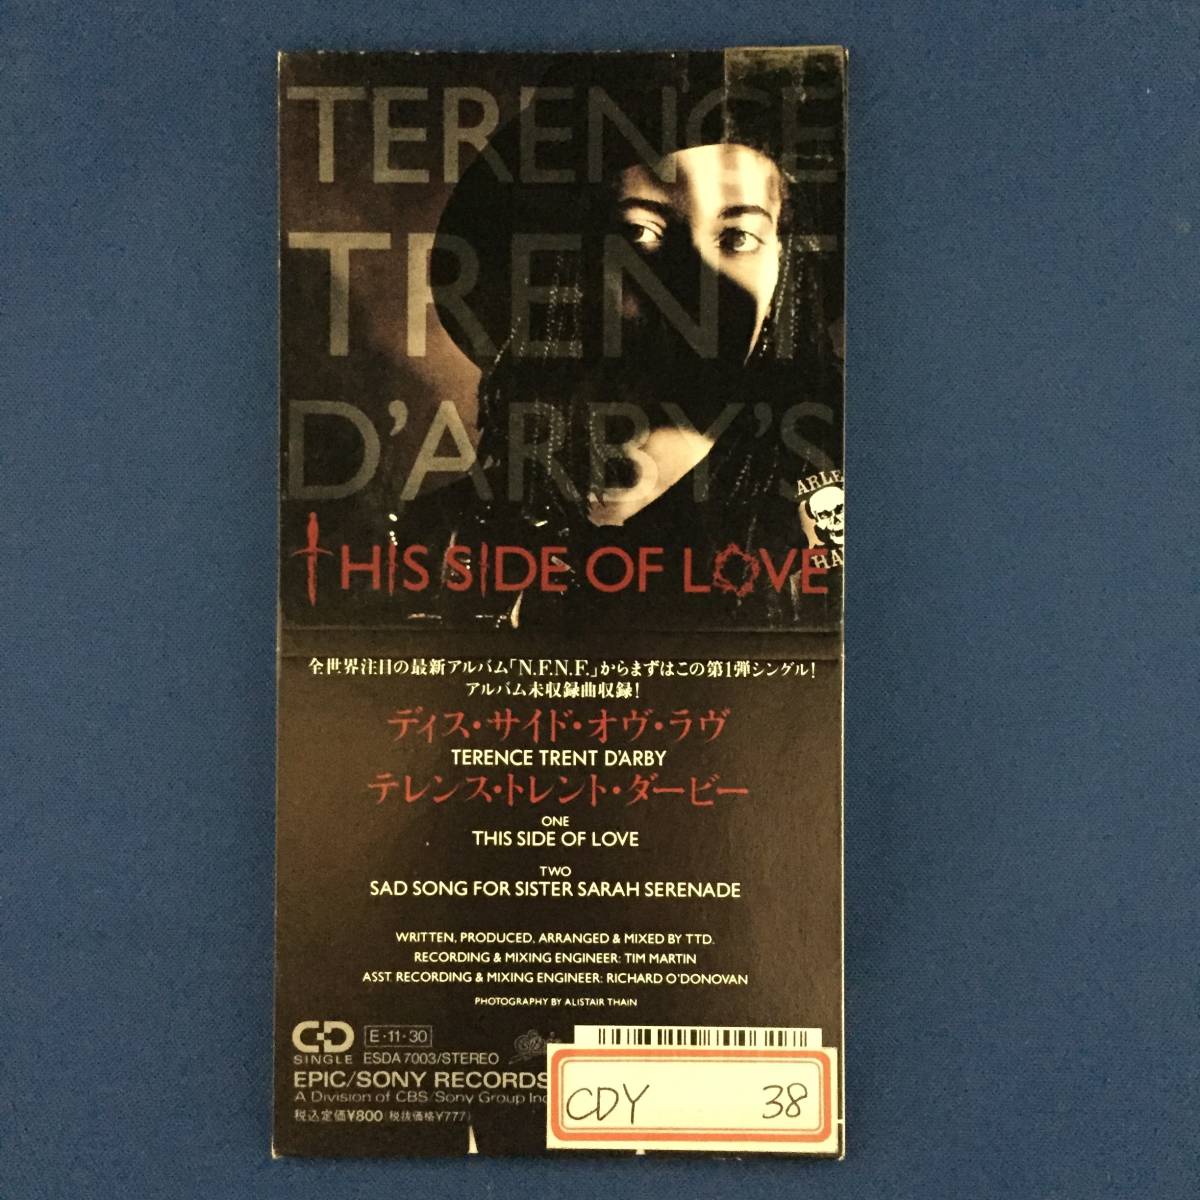 TERENCE
TRENT
D'ARBY'S
THIS SIDE OF LOVE
全世界注目の最新アルバム「N.F.N.F.」からまずはこの第1弾シングル!
アルバム未収録曲収録!
ディス・サイド・オヴ・ラヴ
TERENCE TRENT D'ARBY
テレンス・トレント・ダービー
ONE
THIS SIDE OF LOVE
TWO
SAD SONG FOR SISTER SARAH SERENADE
WRITTEN, PRODUCED, ARRANGED & MIXED BY TTD.
RECORDING & MIXING ENGINEER: TIM MARTIN
ASST. RECORDING & MIXING ENGINEER: RICHARD O'DONOVAN
PHOTOGRAPHY BY ALISTAIR THAIN
CD E·11·30
SINGLE ESDA 7003/STEREO
EPIC/SONY RECORDS
A Division of CBS/Sony Group Inc
税込定価¥800(税抜価格¥777)
CDY 38